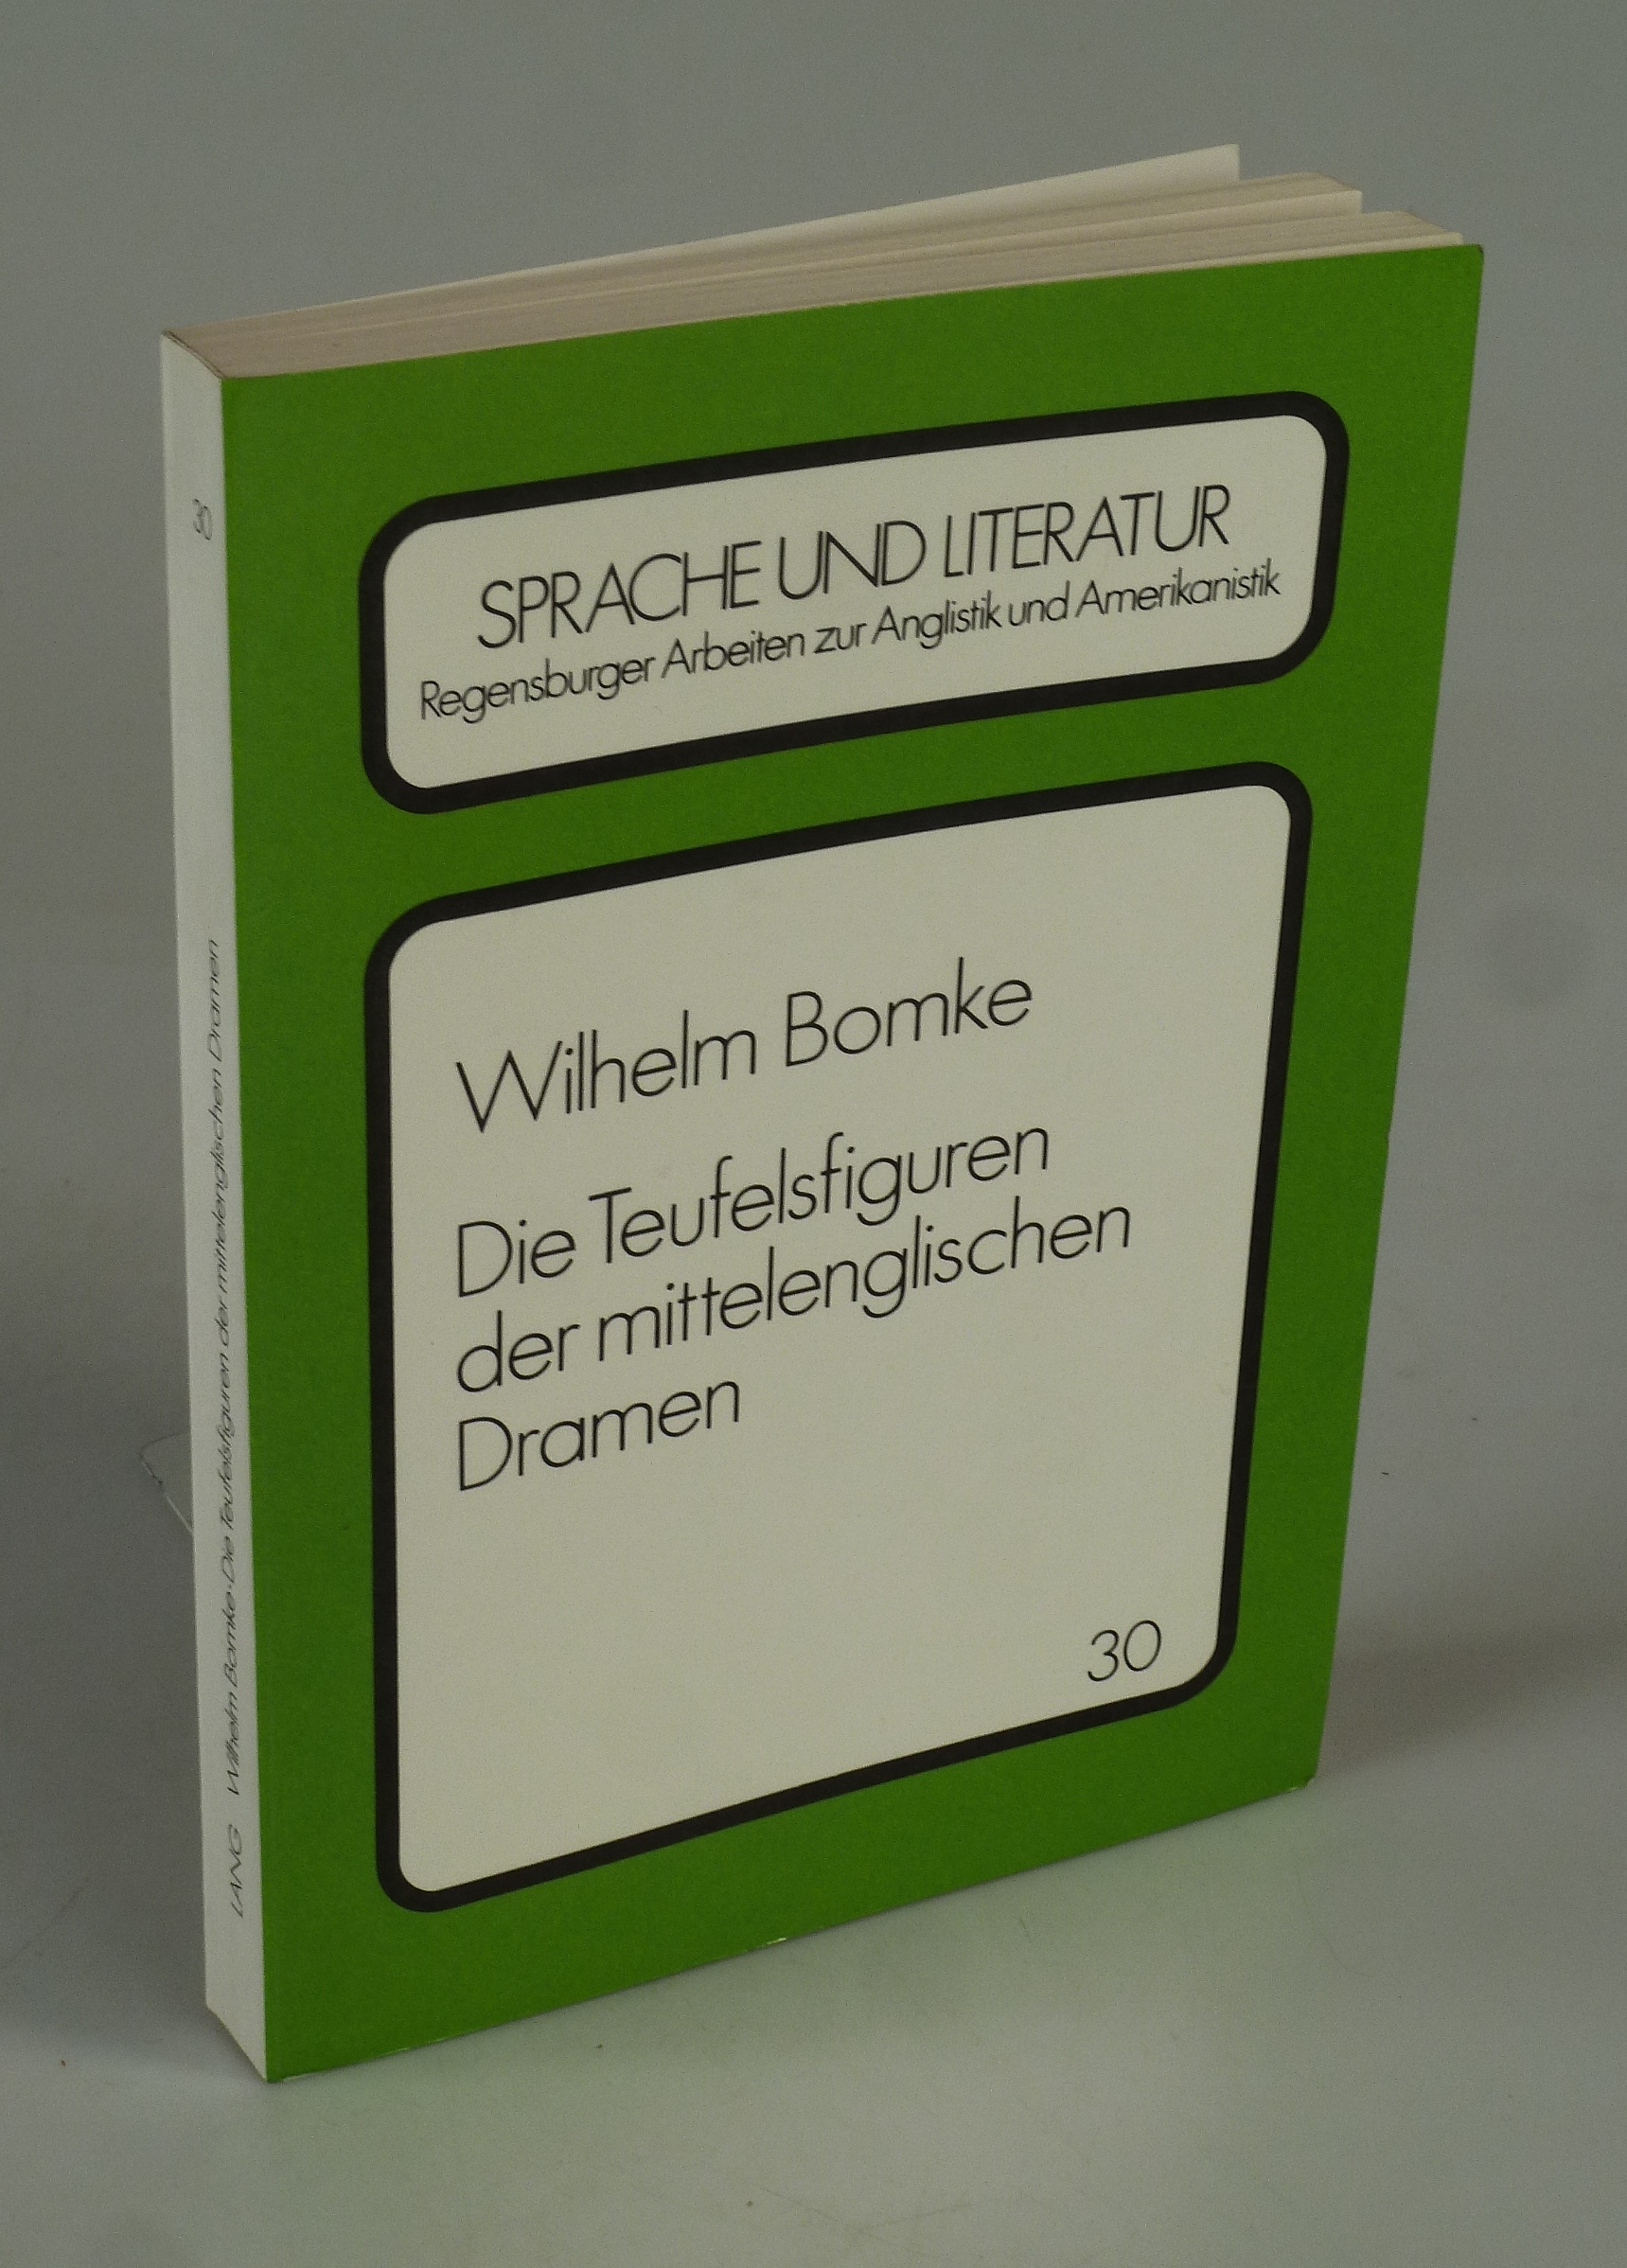 SPRACHE UND LITERATUR
Regensburger Arbeiten zur Anglistik und Amerikanistik
Wilhelm Bomke
Die Teufelsfiguren
der mittelenglischen
Dramen
30
LANG Wilhelm Bomke · Die Teufelsfiguren der mittelenglischen Dramen 30